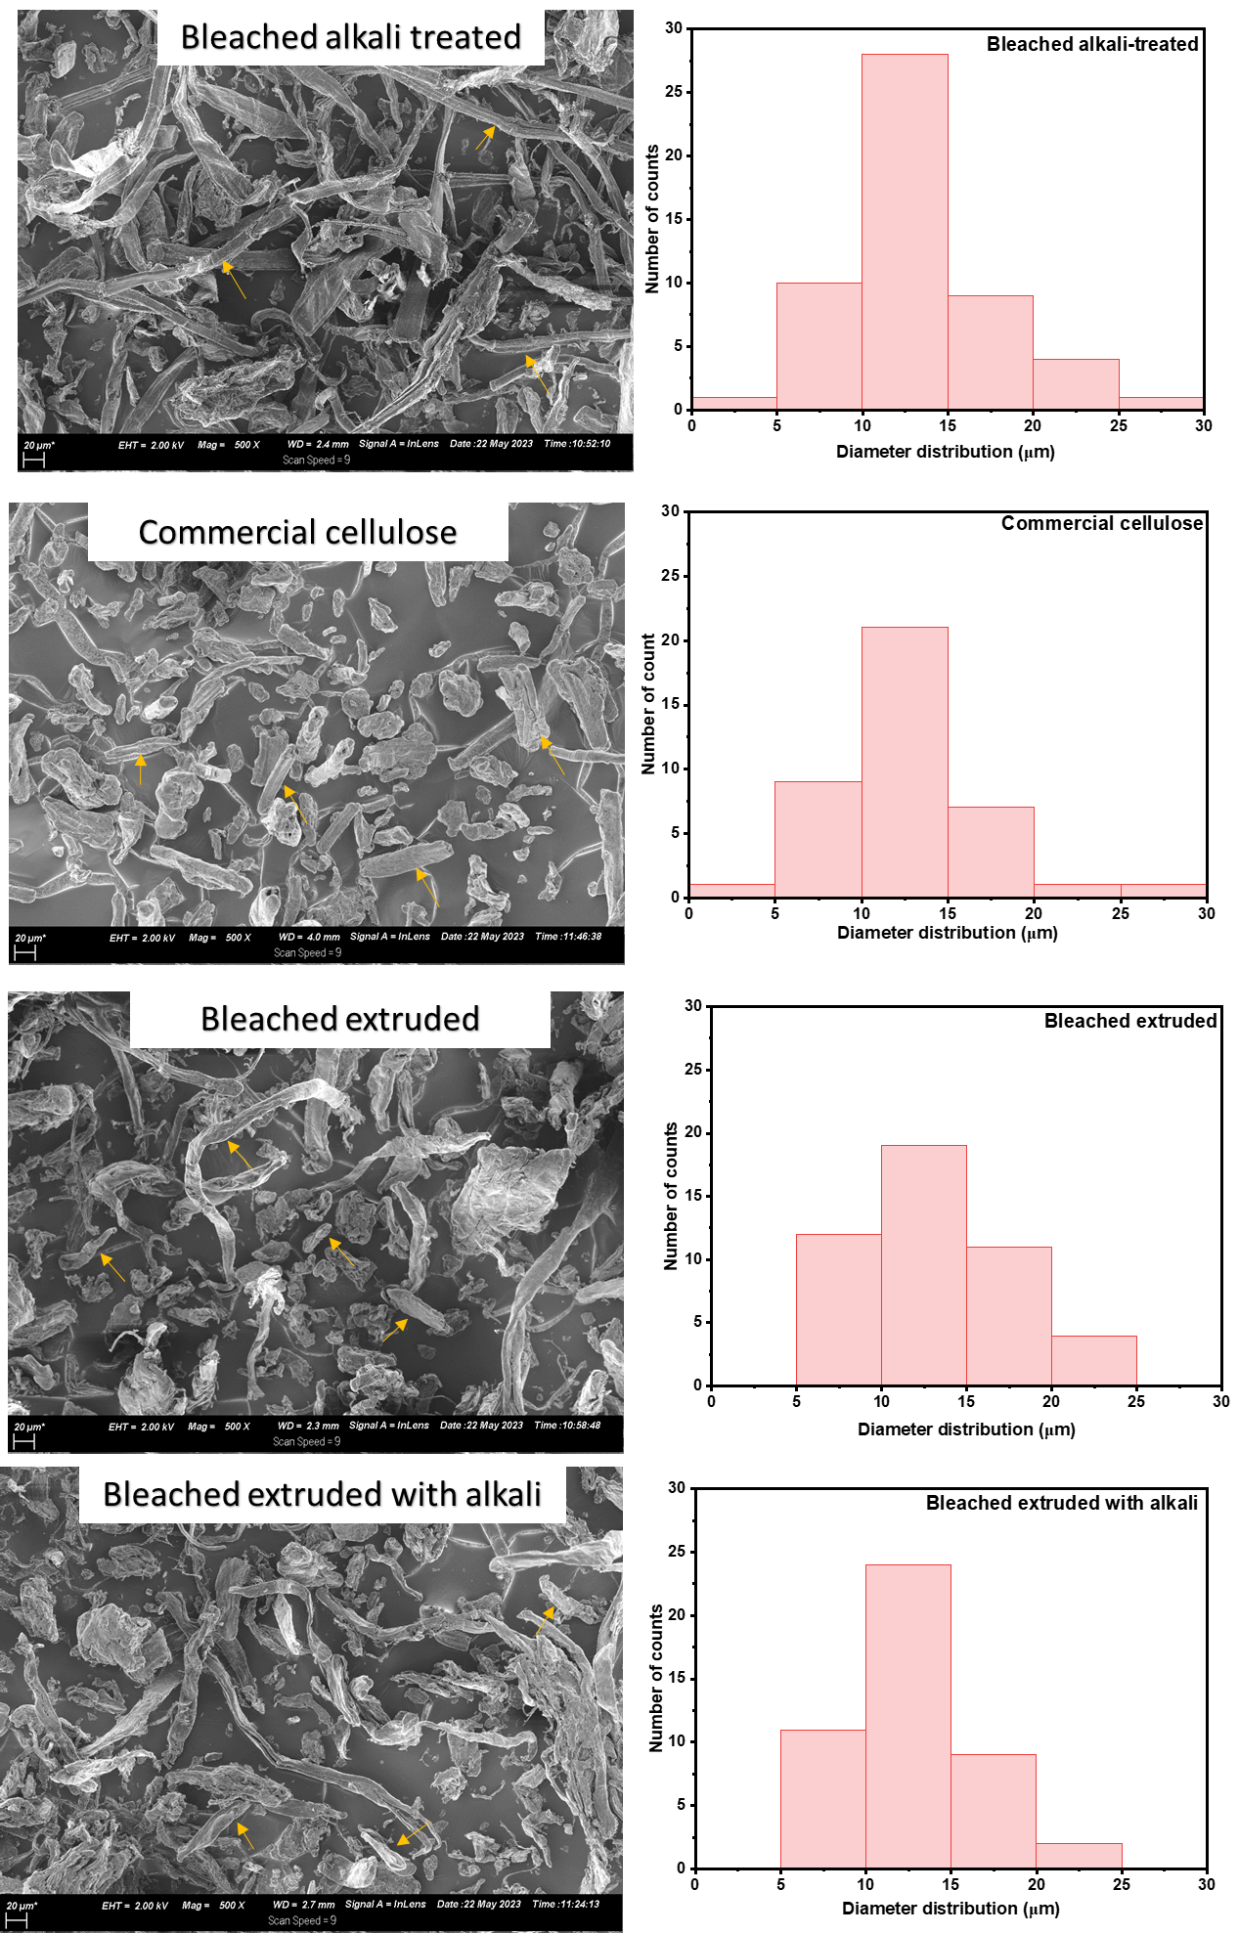 Bleached alkali treated
20 µm*
EHT = 2.00 kV Mag = 500 X WD = 2.4 mm Signal A = InLens Date :22 May 2023 Time :10:52:10
Scan Speed = 9
Bleached alkali-treated
Number of counts
30
25
20
15
10
5
0
0 5 10 15 20 25 30
Diameter distribution (µm)
Commercial cellulose
20 µm*
EHT = 2.00 kV Mag = 500 X WD = 4.0 mm Signal A = InLens Date :22 May 2023 Time :11:46:38
Scan Speed = 9
Commercial cellulose
Number of count
30
25
20
15
10
5
0
0 5 10 15 20 25 30
Diameter distribution (µm)
Bleached extruded
20 µm*
EHT = 2.00 kV Mag = 500 X WD = 2.3 mm Signal A = InLens Date :22 May 2023 Time :10:58:48
Scan Speed = 9
Bleached extruded
Number of counts
30
25
20
15
10
5
0
0 5 10 15 20 25 30
Diameter distribution (µm)
Bleached extruded with alkali
20 µm*
EHT = 2.00 kV Mag = 500 X WD = 2.7 mm Signal A = InLens Date :22 May 2023 Time :11:24:13
Scan Speed = 9
Bleached extruded with alkali
Number of counts
30
25
20
15
10
5
0
0 5 10 15 20 25 30
Diameter distribution (µm)